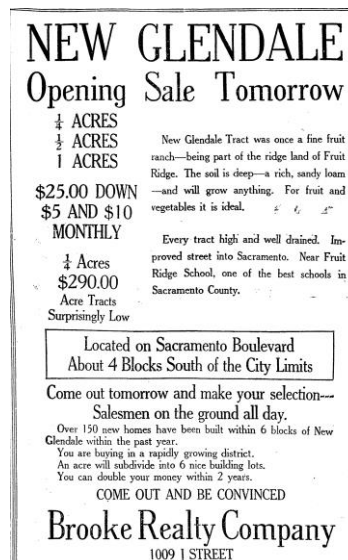 NEW GLENDALE
Opening Sale Tomorrow
¼ ACRES
½ ACRES
1 ACRES
$25.00 DOWN
$5 AND $10
MONTHLY
¼ Acres
$290.00
Acre Tracts
Surprisingly Low
New Glendale Tract was once a fine fruit
ranch—being part of the ridge land of Fruit
Ridge. The soil is deep—a rich, sandy loam
—and will grow anything. For fruit and
vegetables it is ideal.
Every tract high and well drained. Im-
proved street into Sacramento. Near Fruit
Ridge School, one of the best schools in
Sacramento County.
Located on Sacramento Boulevard
About 4 Blocks South of the City Limits
Come out tomorrow and make your selection---
Salesmen on the ground all day.
Over 150 new homes have been built within 6 blocks of New
Glendale within the past year.
You are buying in a rapidly growing district.
An acre will subdivide into 6 nice building lots.
You can double your money within 2 years.
COME OUT AND BE CONVINCED
Brooke Realty Company
1009 J STREET